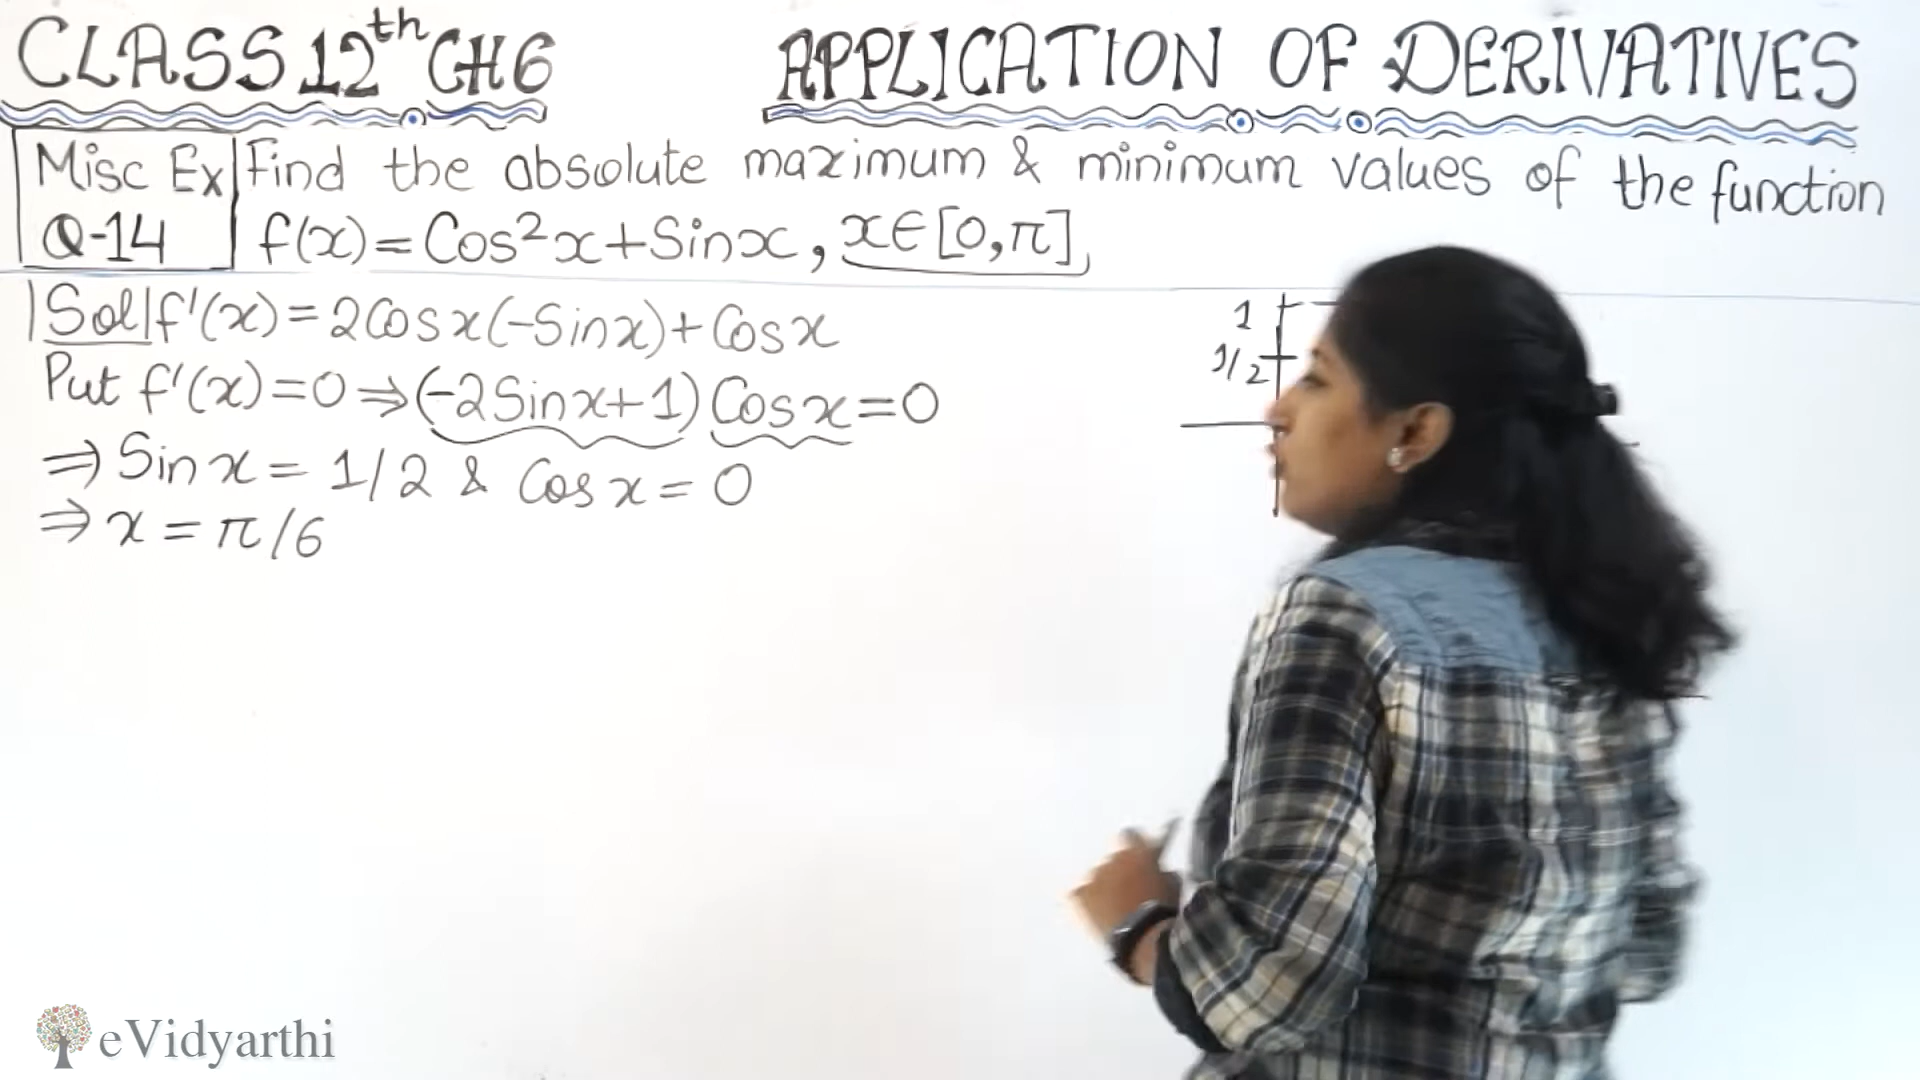 CLASS 12th CH6 APPLICATION OF DERIVATIVES
Misc Ex Find the absolute maximum & minimum values of the function
Q-14 f(x)=Cos²x+Sinx, x∈[0,π]
Sol f'(x)=2Cosx(-Sinx)+Cosx
Put f'(x)=0⇒(-2Sinx+1)Cosx=0
⇒Sinx=1/2 & Cosx=0
⇒x=π/6
1
1/2
eVidyarthi